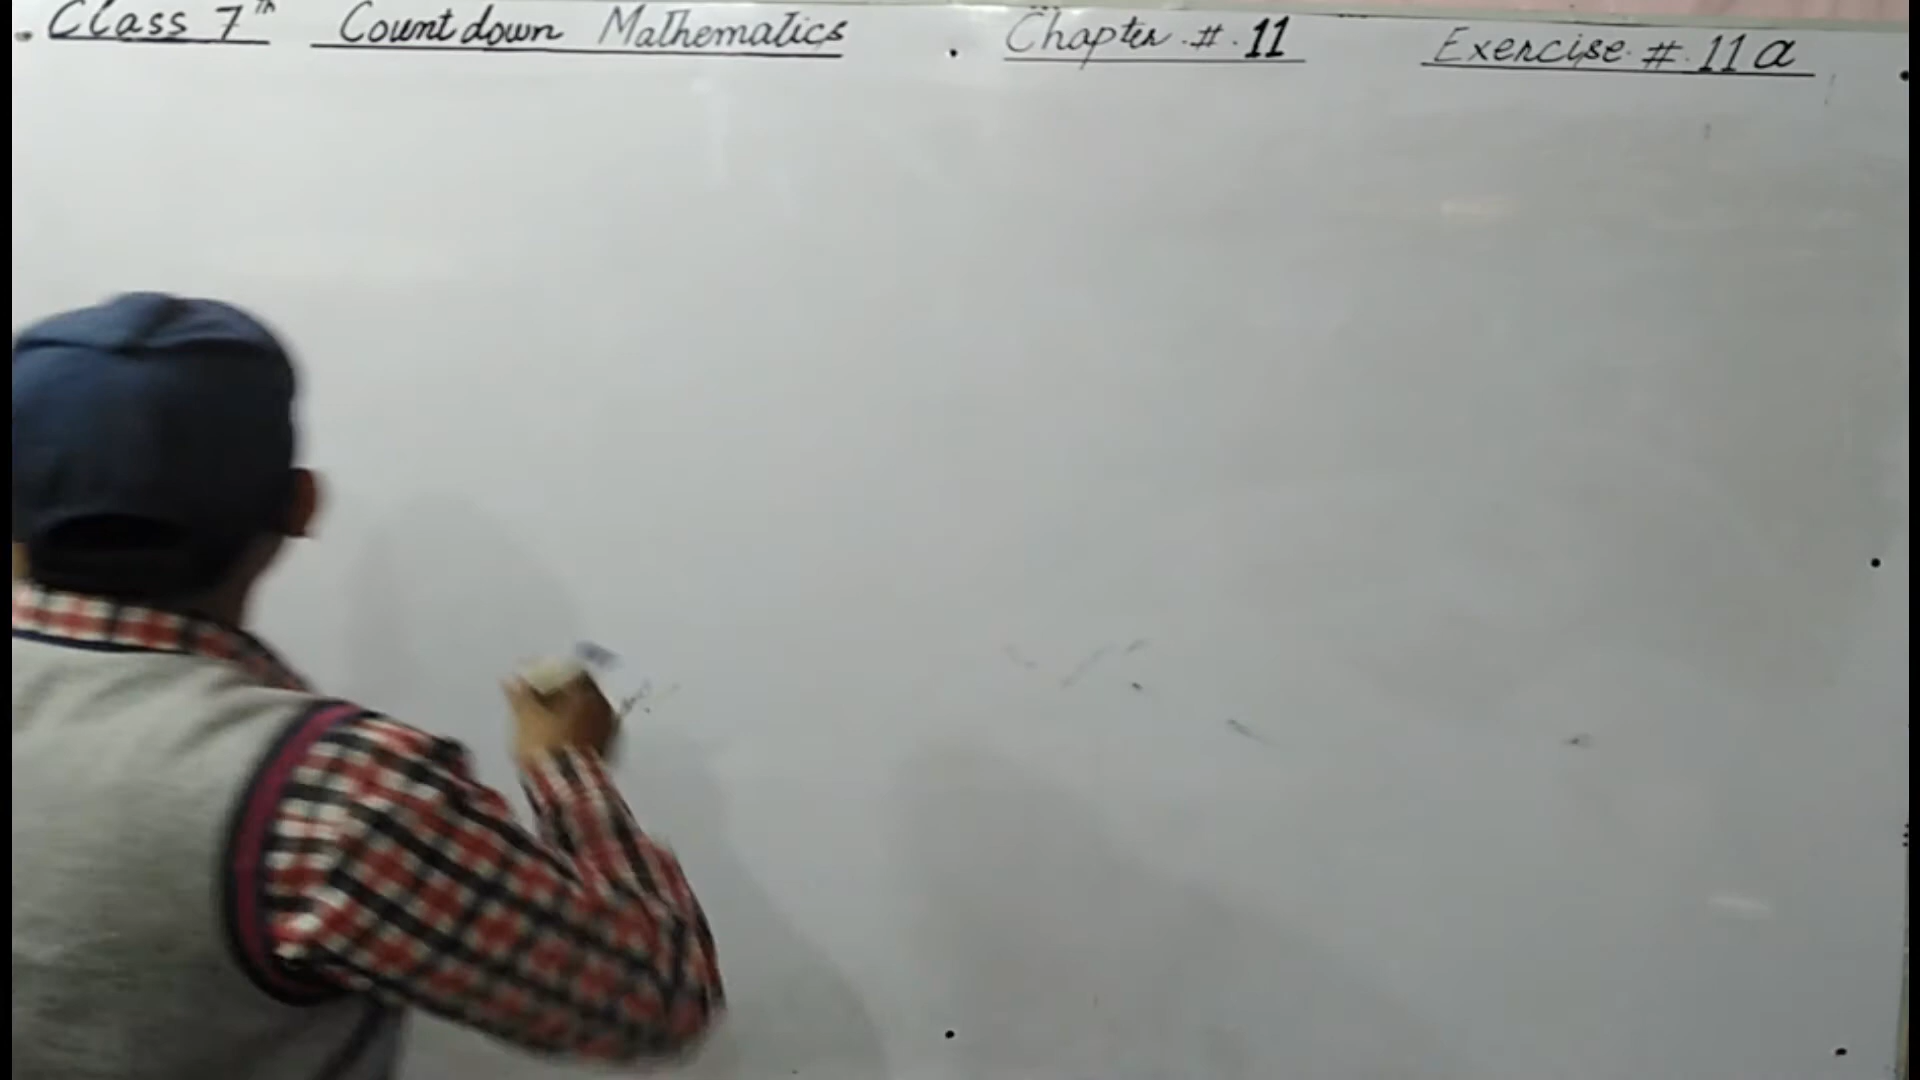 Class 7th Countdown Mathematics . Chapter # 11 Exercise # 11 a